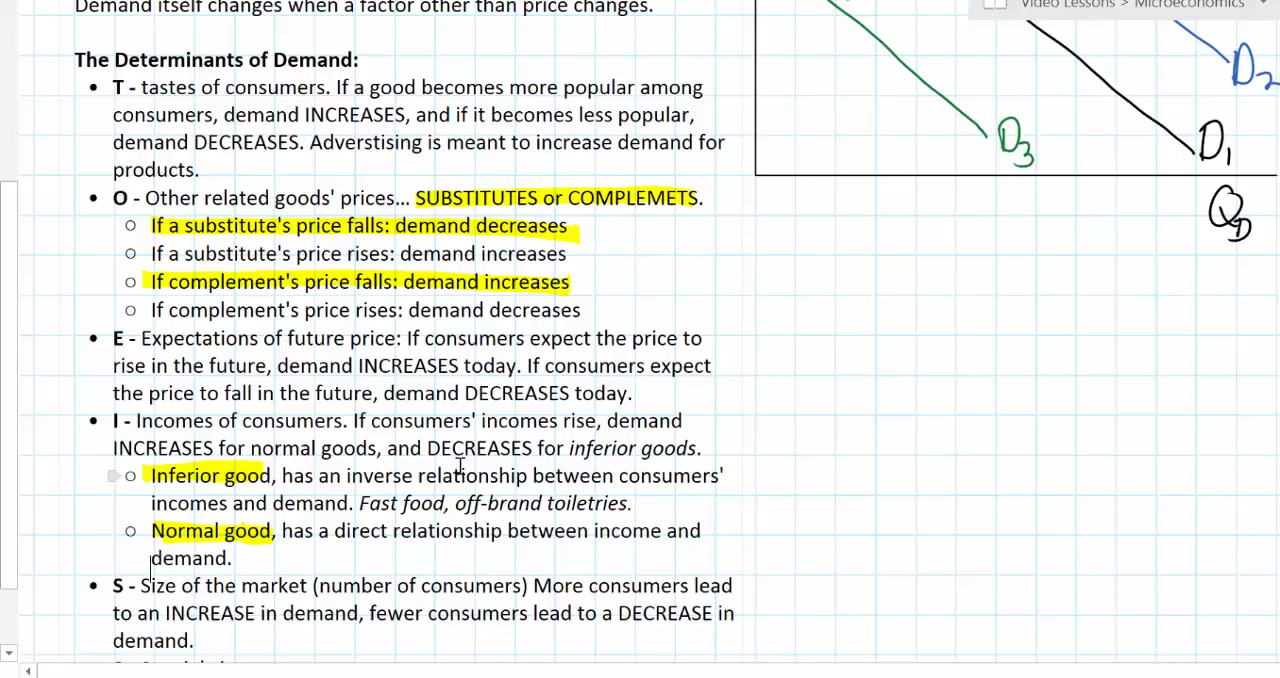 Demand itself changes when a factor other than price changes.
Video Lessons > Microeconomics
The Determinants of Demand:
• T - tastes of consumers. If a good becomes more popular among
consumers, demand INCREASES, and if it becomes less popular,
demand DECREASES. Adverstising is meant to increase demand for
products.
• O - Other related goods' prices... SUBSTITUTES or COMPLEMETS.
○ If a substitute's price falls: demand decreases
○ If a substitute's price rises: demand increases
○ If complement's price falls: demand increases
○ If complement's price rises: demand decreases
• E - Expectations of future price: If consumers expect the price to
rise in the future, demand INCREASES today. If consumers expect
the price to fall in the future, demand DECREASES today.
• I - Incomes of consumers. If consumers' incomes rise, demand
INCREASES for normal goods, and DECREASES for inferior goods.
○ Inferior good, has an inverse relationship between consumers'
incomes and demand. Fast food, off-brand toiletries.
○ Normal good, has a direct relationship between income and
demand.
• S - Size of the market (number of consumers) More consumers lead
to an INCREASE in demand, fewer consumers lead to a DECREASE in
demand.
D2
D3
D1
QD